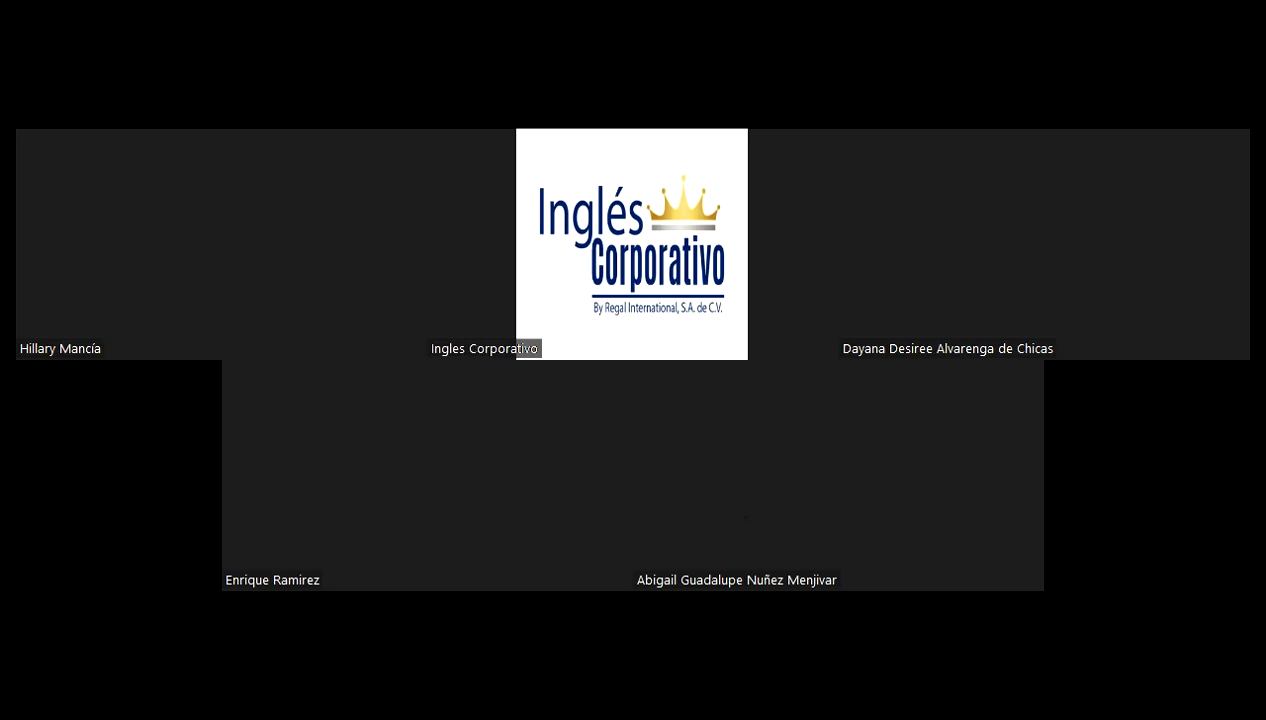 Inglés
Corporativo
By Regal International, S.A. de C.V.
Hillary Mancía
Ingles Corporativo
Dayana Desiree Alvarenga de Chicas
Enrique Ramirez
Abigail Guadalupe Nuñez Menjivar